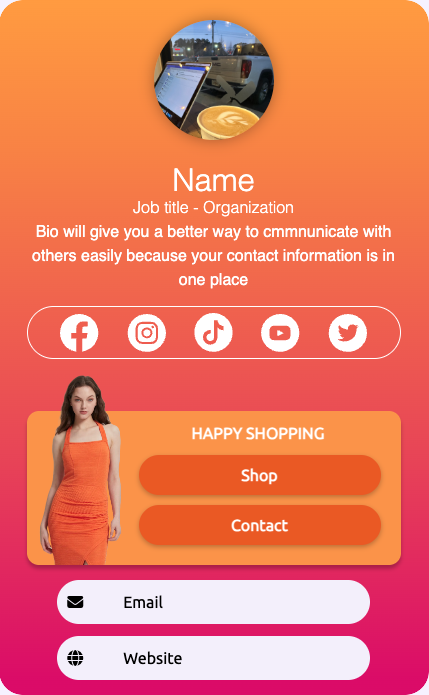 Name
Job title - Organization
Bio will give you a better way to cmmnunicate with
others easily because your contact information is in
one place
HAPPY SHOPPING
Shop
Contact
Email
Website